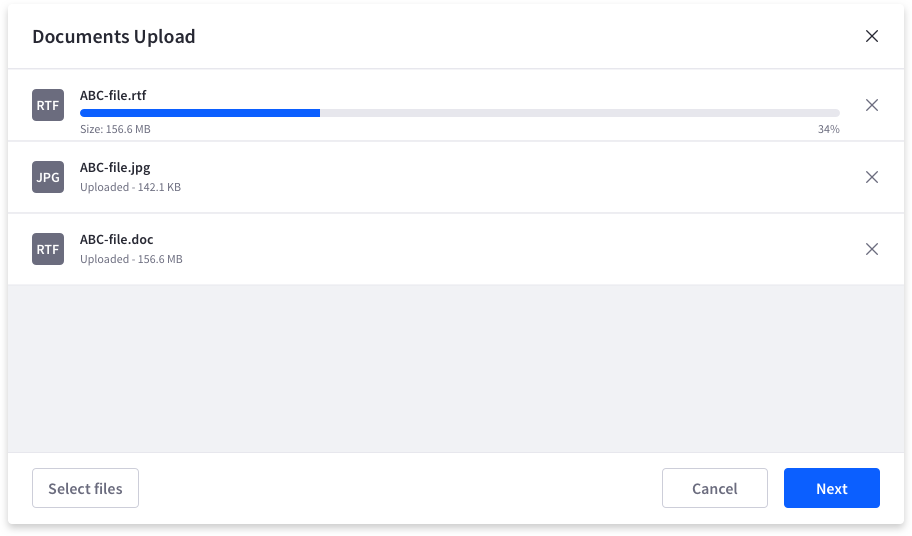 Documents Upload
RTF
ABC-file.rtf
Size: 156.6 MB
34%
JPG
ABC-file.jpg
Uploaded - 142.1 KB
RTF
ABC-file.doc
Uploaded - 156.6 MB
Select files
Cancel
Next